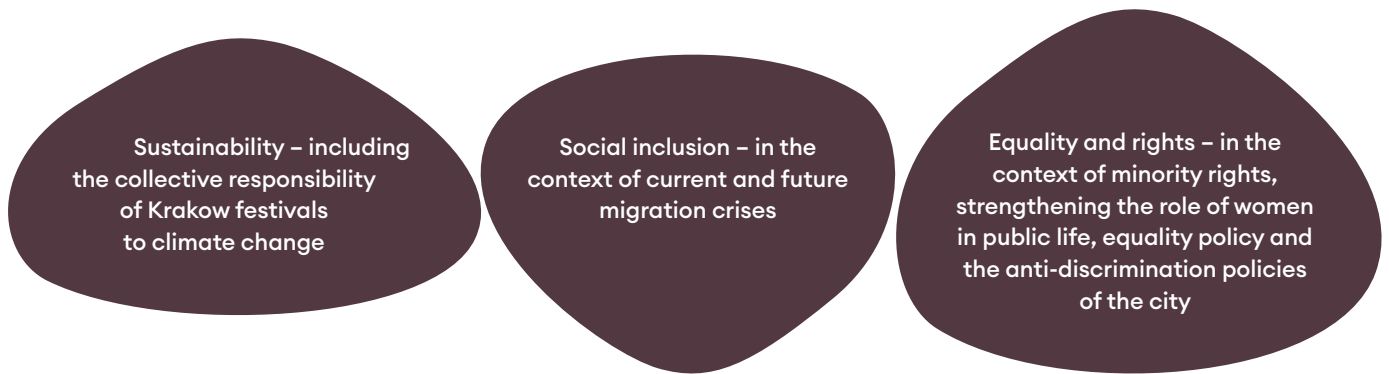 Sustainability – including
the collective responsibility
of Krakow festivals
to climate change
Social inclusion – in the
context of current and future
migration crises
Equality and rights – in the
context of minority rights,
strengthening the role of women
in public life, equality policy and
the anti-discrimination policies
of the city